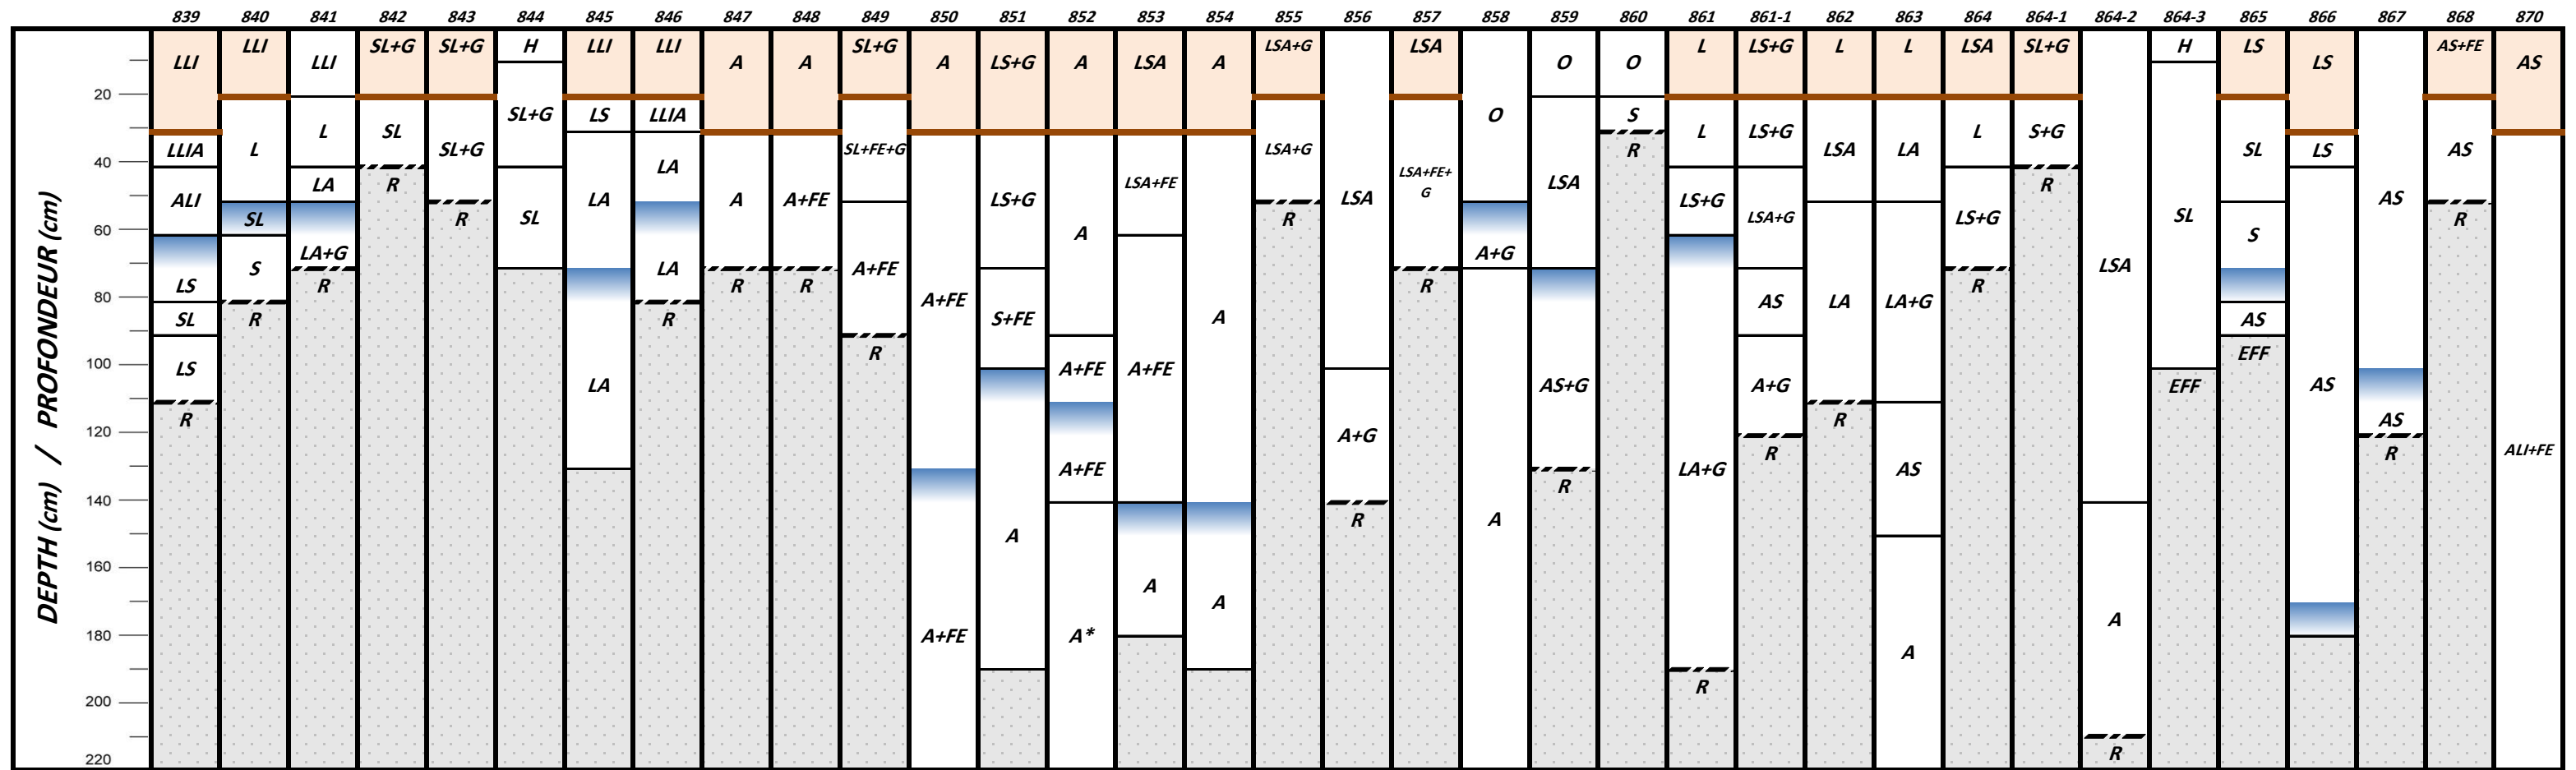 839 840 841 842 843 844 845 846 847 848 849 850 851 852 853 854 855 856 857 858 859 860 861 861-1 862 863 864 864-1 864-2 864-3 865 866 867 868 870
DEPTH (cm) / PROFONDEUR (cm)
20
40
60
80
100
120
140
160
180
200
220
LLI
LLIA
ALI
LS
SL
LS
R
LLI
L
SL
S
R
LLI
L
LA
LA+G
R
SL+G
SL
R
SL+G
SL+G
R
H
SL+G
SL
LLI
LS
LA
LA
LLI
LLIA
LA
LA
R
A
A
R
A
A+FE
R
SL+G
SL+FE+G
A+FE
R
A
A+FE
A+FE
LS+G
LS+G
S+FE
A
A
A
A+FE
A+FE
A*
LSA
LSA+FE
A+FE
A
A
A
A
LSA+G
LSA+G
R
LSA
A+G
R
LSA
LSA+FE+
G
R
O
A+G
A
O
LSA
AS+G
R
O
S
R
L
L
LS+G
LA+G
R
LS+G
LS+G
LSA+G
AS
A+G
R
L
LSA
LA
R
L
LA
LA+G
AS
A
LSA
L
LS+G
R
SL+G
S+G
R
LSA
A
R
H
SL
EFF
LS
SL
S
AS
EFF
LS
LS
AS
AS
AS
R
AS+FE
AS
R
AS
ALI+FE